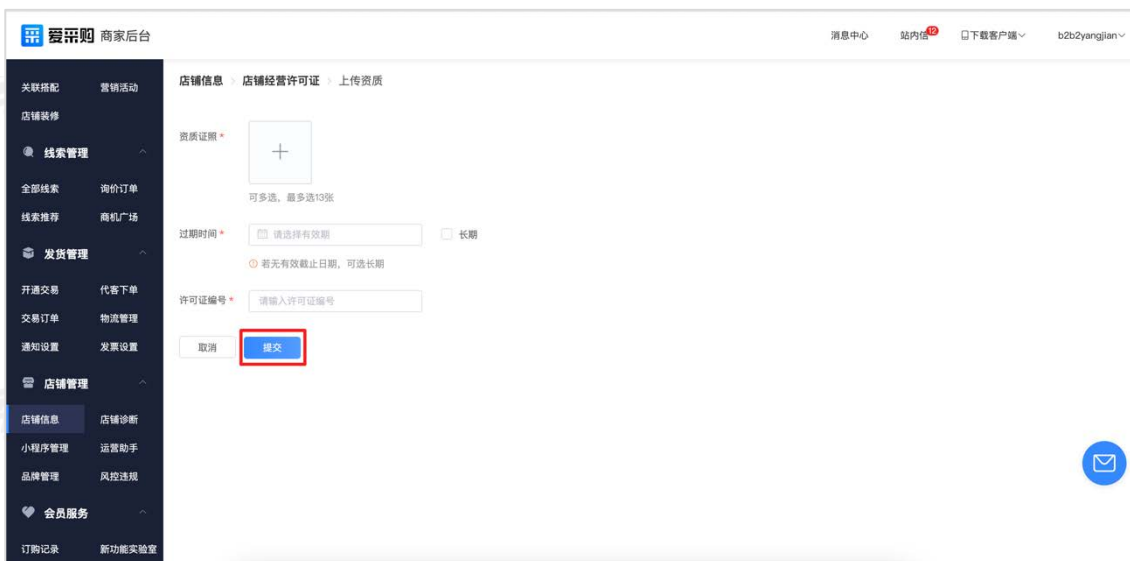 爱采购 商家后台
消息中心 站内信 12 下载客户端 b2b2yangjian
关联搭配 营销活动
店铺装修
线索管理
全部线索 询价订单
线索推荐 商机广场
发货管理
开通交易 代客下单
交易订单 物流管理
通知设置 发票设置
店铺管理
店铺信息 店铺诊断
小程序管理 运营助手
品牌管理 风控违规
会员服务
订购记录 新功能实验室
店铺信息 > 店铺经营许可证 > 上传资质
资质证照 *
可多选，最多选13张
过期时间 * 请选择有效期 长期
若无有效截止日期，可选长期
许可证编号 * 请输入许可证编号
取消 提交